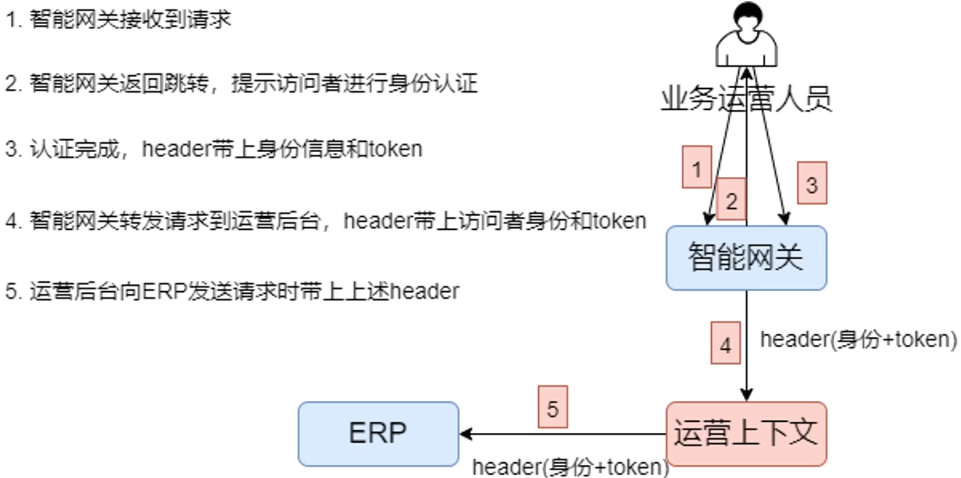 1. 智能网关接收到请求
2. 智能网关返回跳转，提示访问者进行身份认证
3. 认证完成，header带上身份信息和token
4. 智能网关转发请求到运营后台，header带上访问者身份和token
5. 运营后台向ERP发送请求时带上上述header
业务运营人员
1
2
3
智能网关
4
header(身份+token)
运营上下文
5
header(身份+token)
ERP